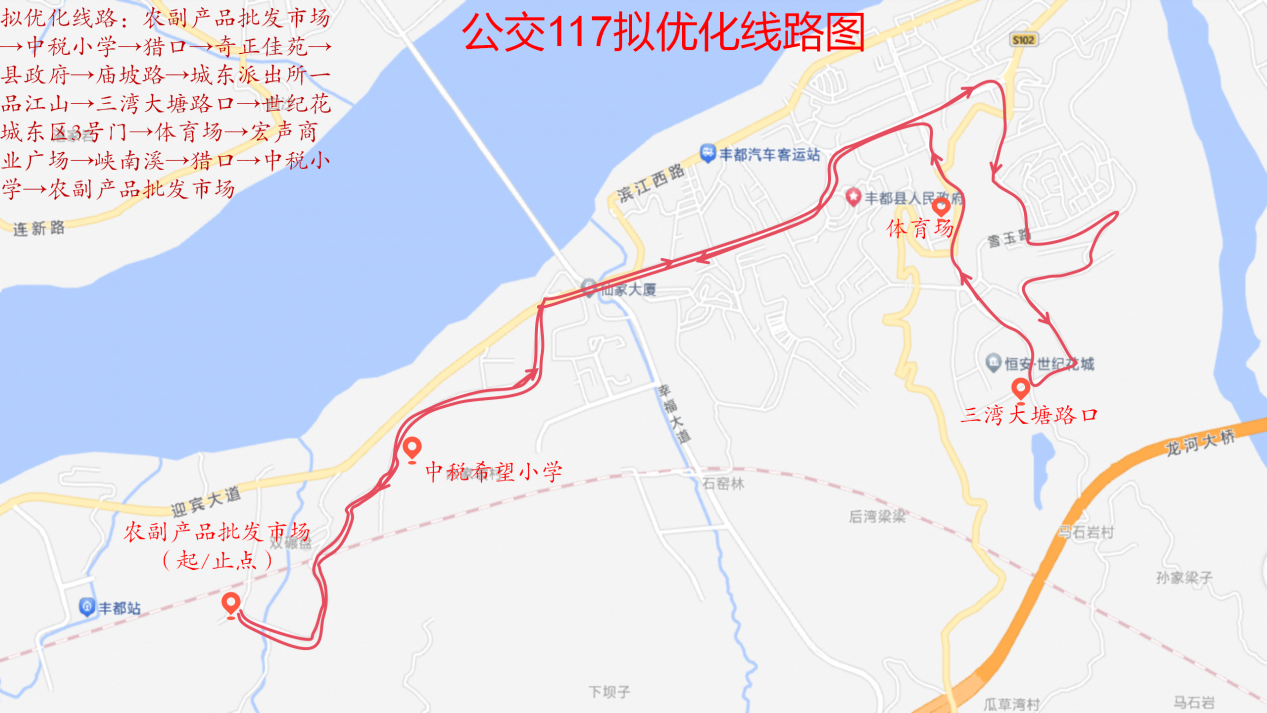 公交117拟优化线路图
拟优化线路：农副产品批发市场
→中税小学→猎口→奇正佳苑→
县政府→庙坡路→城东派出所一
品江山→三湾大塘路口→世纪花
城东区3号门→体育场→宏声商
业广场→峡南溪→猎口→中税小
学→农副产品批发市场
S102
丰都汽车客运站
滨江西路
丰都县人民政府
体育场
连新路
雪玉路
仙家大厦
恒安·世纪花城
三湾大塘路口
幸福大道
龙河大桥
中税希望小学
石窑林
迎宾大道
后湾梁梁
农副产品批发市场
（起/止点）
双碾盘
马石岩村
孙家梁子
丰都站
下坝子
瓜草湾村
马石岩